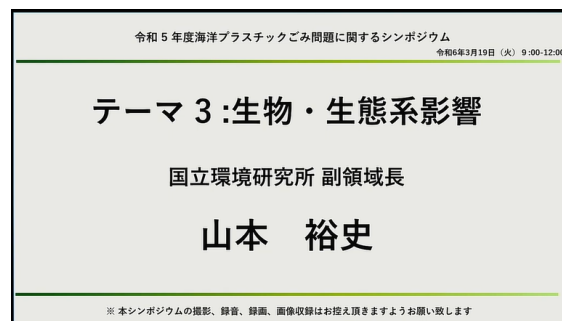 令和５年度海洋プラスチックごみ問題に関するシンポジウム
令和6年3月19日（火）9:00-12:00
テーマ３:生物・生態系影響
国立環境研究所 副領域長
山本　裕史
※ 本シンポジウムの撮影、録音、録画、画像収録はお控え頂きますようお願い致します